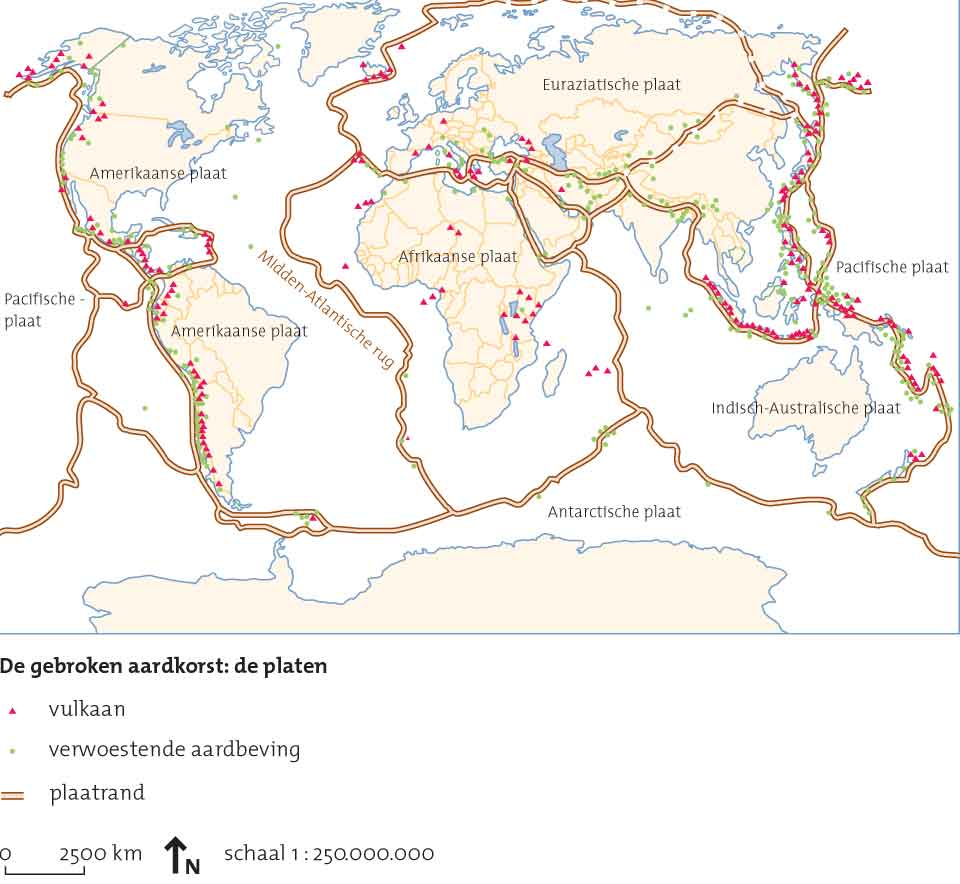 Euraziatische plaat
Amerikaanse plaat
Afrikaanse plaat
Midden-Atlantische rug
Pacifische plaat
Pacifische -
plaat
Amerikaanse plaat
Indisch-Australische plaat
Antarctische plaat
De gebroken aardkorst: de platen
vulkaan
verwoestende aardbeving
plaatrand
0 2500 km N schaal 1 : 250.000.000